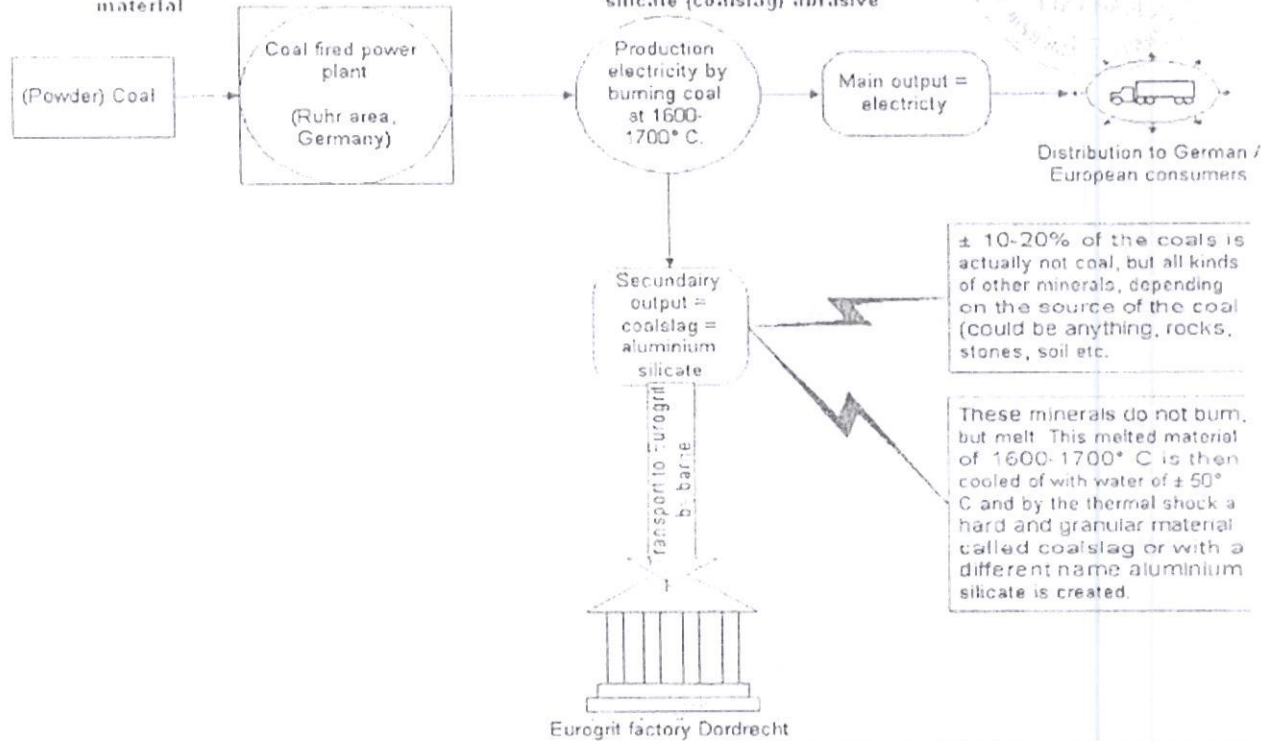 material
silicate (coalslag) abrasive
(Powder) Coal
Coal fired power
plant
(Ruhr area,
Germany)
Production
electricity by
burning coal
at 1600-
1700° C.
Main output =
electricty
Distribution to German /
European consumers
Secundairy
output =
coalslag =
aluminium
silicate
± 10-20% of the coals is
actually not coal, but all kinds
of other minerals, depending
on the source of the coal
(could be anything, rocks,
stones, soil etc.
These minerals do not burn,
but melt. This melted material
of 1600-1700° C is then
cooled of with water of ± 50°
C and by the thermal shock a
hard and granular material
called coalslag or with a
different name aluminium
silicate is created.
to Eurogrit
Eurogrit factory Dordrecht